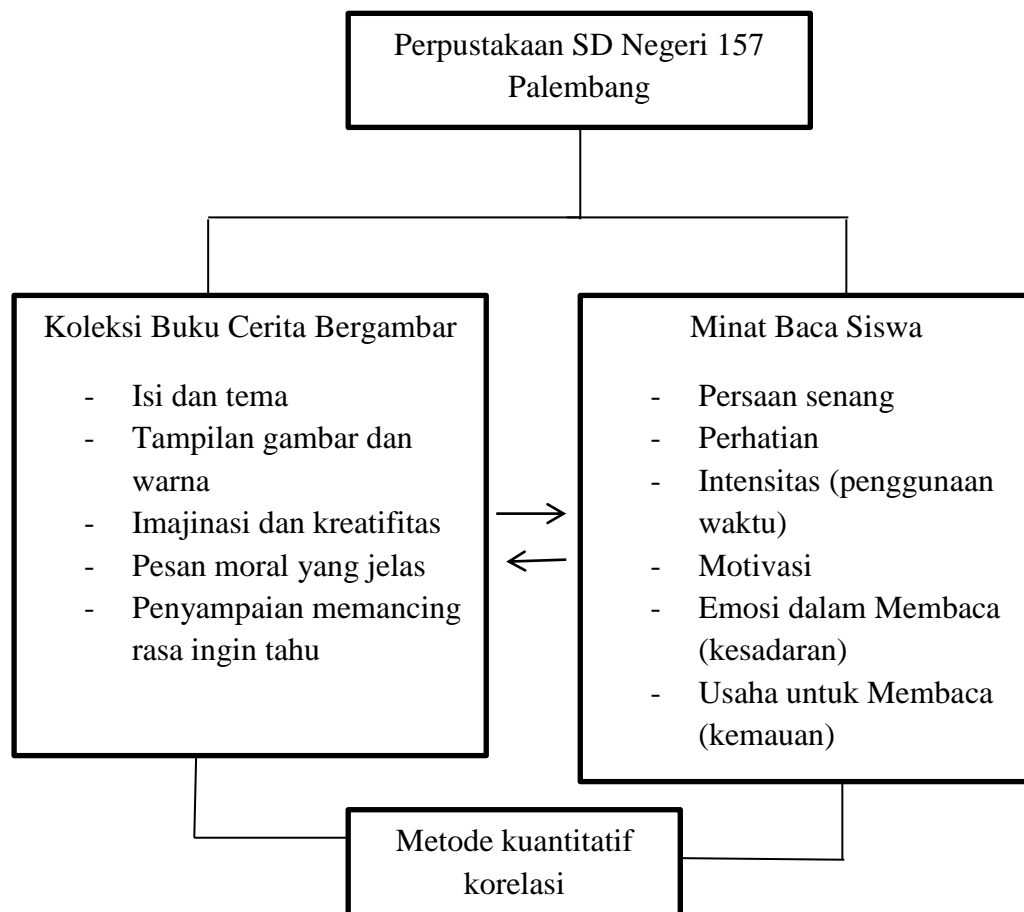 Perpustakaan SD Negeri 157
Palembang
Koleksi Buku Cerita Bergambar
- Isi dan tema
- Tampilan gambar dan
warna
- Imajinasi dan kreatifitas
- Pesan moral yang jelas
- Penyampaian memancing
rasa ingin tahu
Minat Baca Siswa
- Persaan senang
- Perhatian
- Intensitas (penggunaan
waktu)
- Motivasi
- Emosi dalam Membaca
(kesadaran)
- Usaha untuk Membaca
(kemauan)
Metode kuantitatif
korelasi